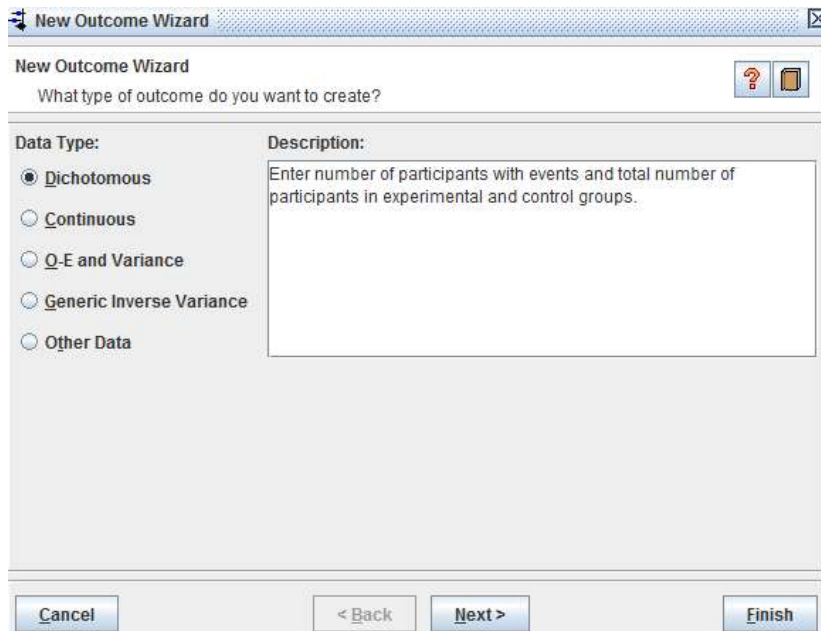 New Outcome Wizard
New Outcome Wizard
What type of outcome do you want to create?
Data Type:
Dichotomous
Continuous
O-E and Variance
Generic Inverse Variance
Other Data
Description:
Enter number of participants with events and total number of
participants in experimental and control groups.
Cancel
< Back
Next >
Finish